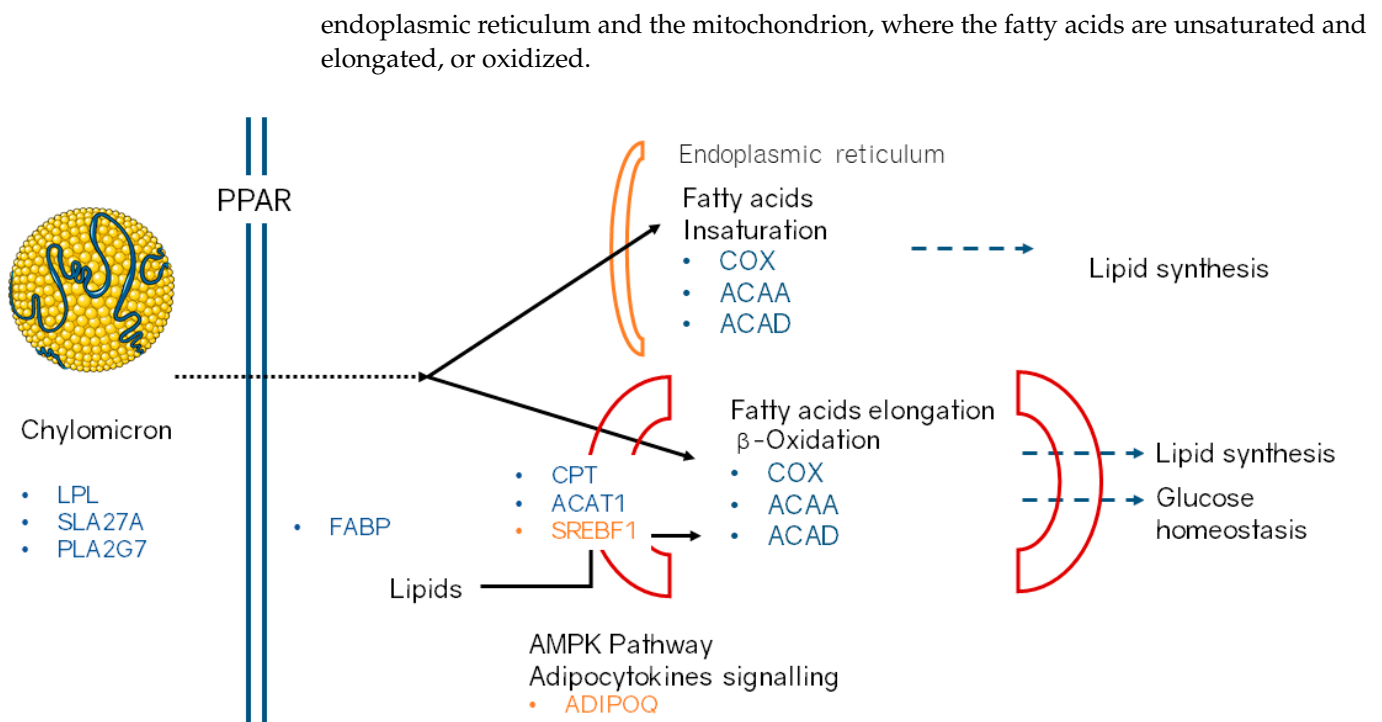 endoplasmic reticulum and the mitochondrion, where the fatty acids are unsaturated and
elongated, or oxidized.
PPAR
Chylomicron
• LPL
• SLA27A
• PLA2G7
• FABP
Endoplasmic reticulum
Fatty acids
Insaturation
• COX
• ACAA
• ACAD
Lipid synthesis
• CPT
• ACAT1
• SREBF1
Lipids
Fatty acids elongation
β-Oxidation
• COX
• ACAA
• ACAD
Lipid synthesis
Glucose
homeostasis
AMPK Pathway
Adipocytokines signalling
• ADIPOQ